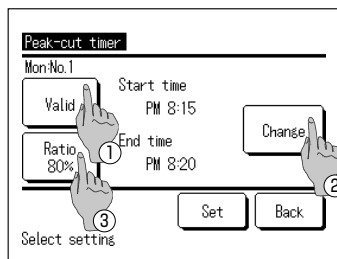 Peak-cut timer
Mon:No.1
Valid
Start time
PM 8:15
①
Change
②
Ratio
80%
End time
PM 8:20
③
Set
Back
Select setting